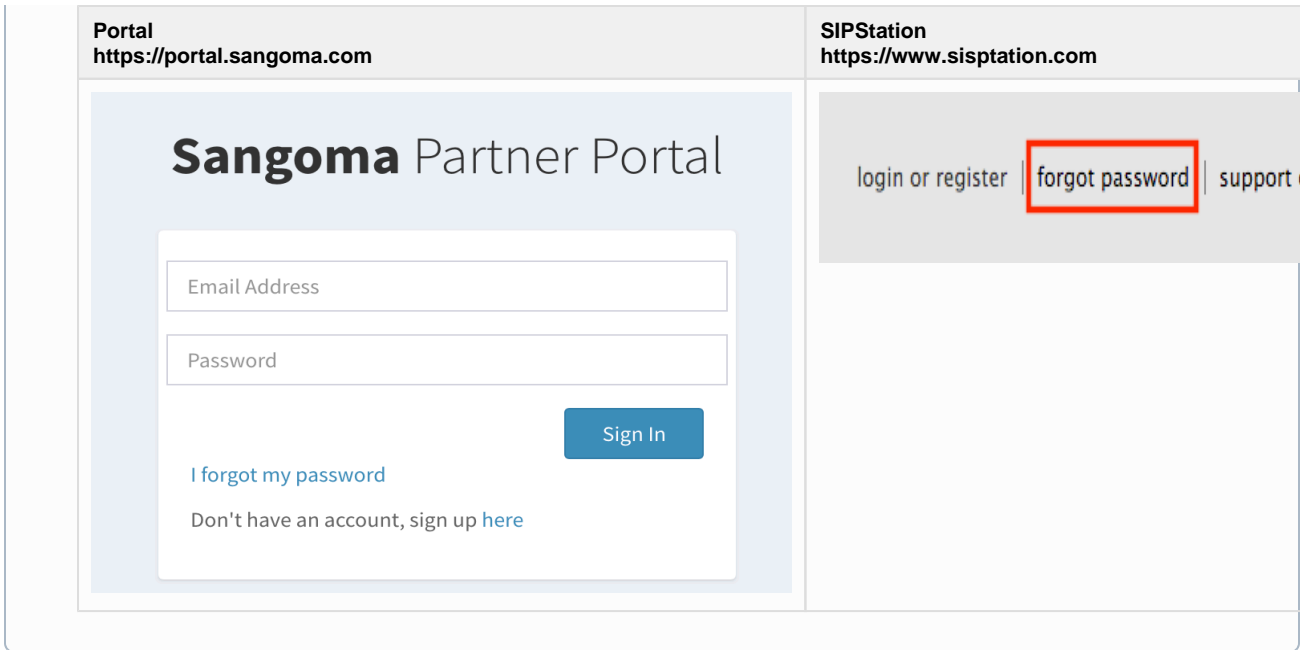 Portal
https://portal.sangoma.com
SIPStation
https://www.sisptation.com
Sangoma Partner Portal
Email Address
Password
Sign In
I forgot my password
Don't have an account, sign up here
login or register | forgot password | support